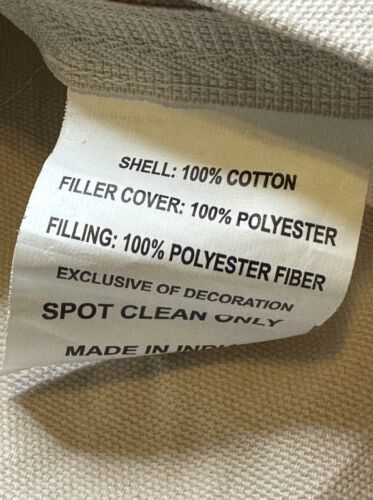 SHELL: 100% COTTON
FILLER COVER: 100% POLYESTER
FILLING: 100% POLYESTER FIBER
EXCLUSIVE OF DECORATION
SPOT CLEAN ONLY
MADE IN